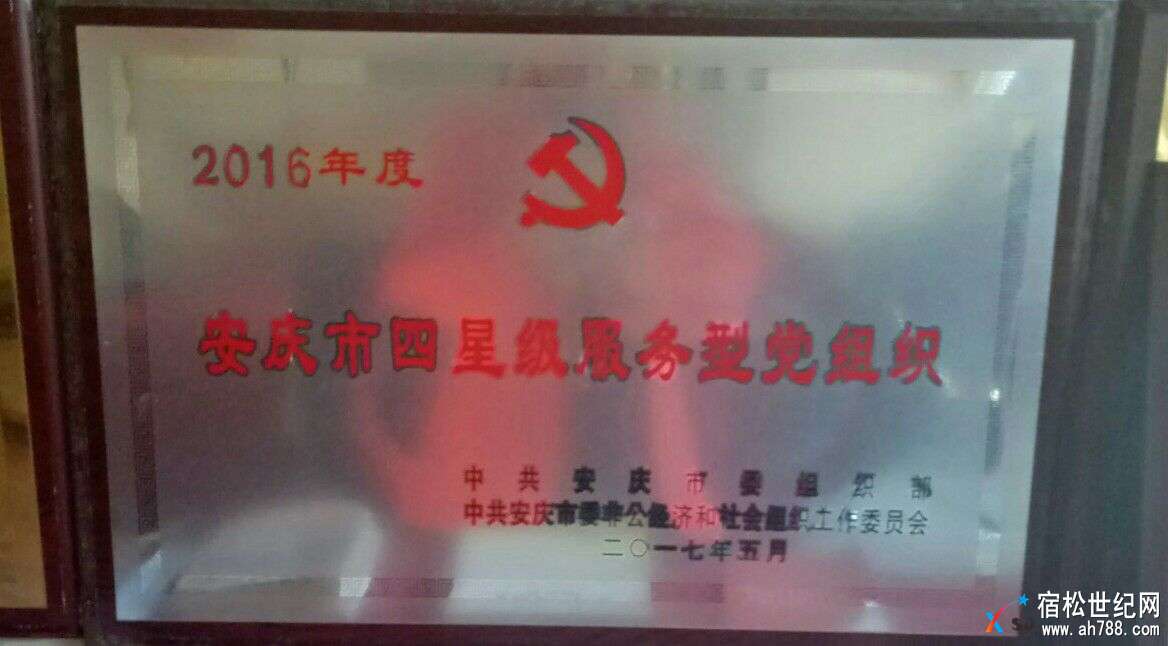 2016年度
安庆市四星级服务型党组织
中共安庆市委组织部
中共安庆市委非公经济和社会组织工作委员会
二〇一七年五月
宿松世纪网
www.ah788.com